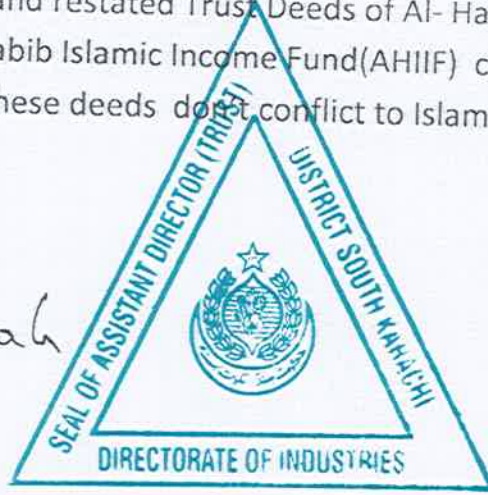 and restated Trust Deeds of Al- Ha
abib Islamic Income Fund(AHIIF) c
hese deeds don't conflict to Islam
SEAL OF ASSISTANT DIRECTOR (TRUST)
DISTRICT SOUTH KARACHI
DIRECTORATE OF INDUSTRIES